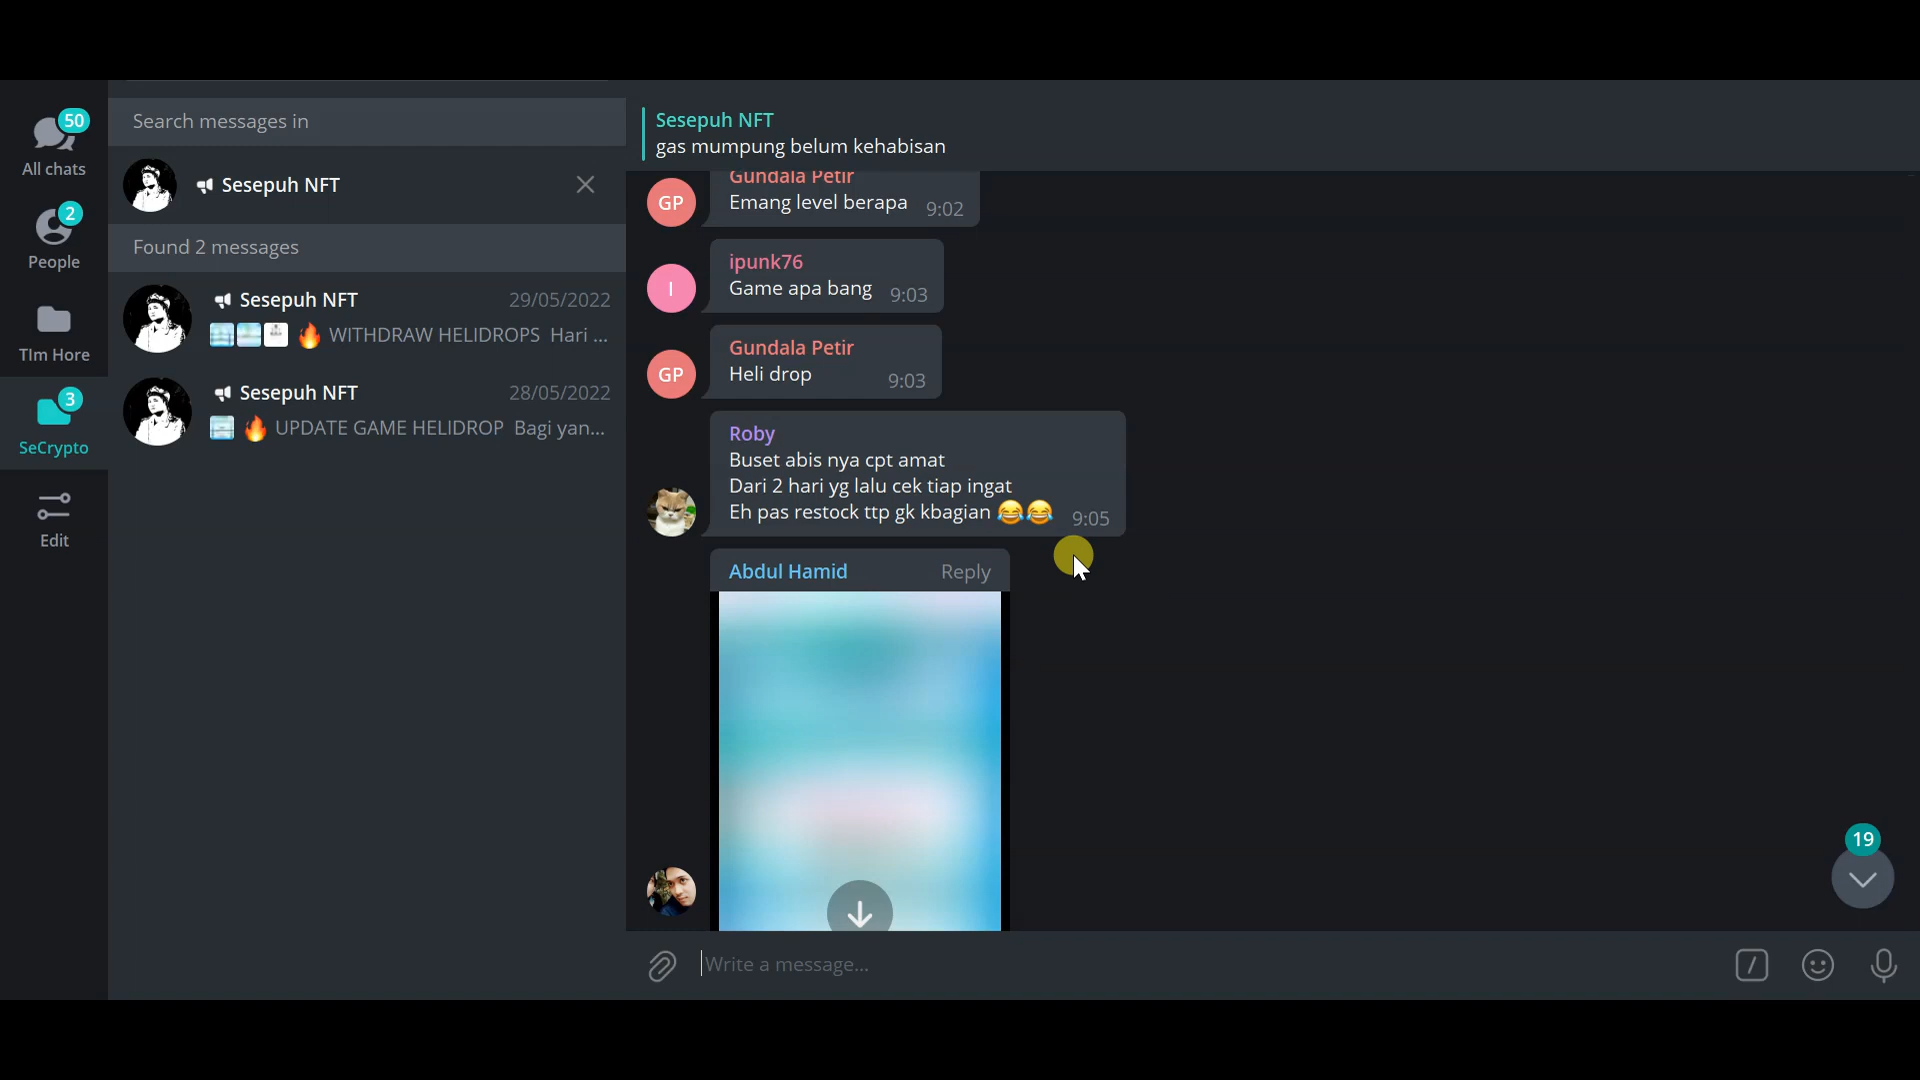 50
All chats
2
People
TIm Hore
3
SeCrypto
Edit
Search messages in
Sesepuh NFT
Found 2 messages
Sesepuh NFT 29/05/2022
🔥 WITHDRAW HELIDROPS Hari ...
Sesepuh NFT 28/05/2022
🔥 UPDATE GAME HELIDROP Bagi yan...
Sesepuh NFT
gas mumpung belum kehabisan
Gundala Petir
GP
Emang level berapa 9:02
ipunk76
I
Game apa bang 9:03
Gundala Petir
GP
Heli drop 9:03
Roby
Buset abis nya cpt amat
Dari 2 hari yg lalu cek tiap ingat
Eh pas restock ttp gk kbagian 😂😂 9:05
Abdul Hamid Reply
19
Write a message...